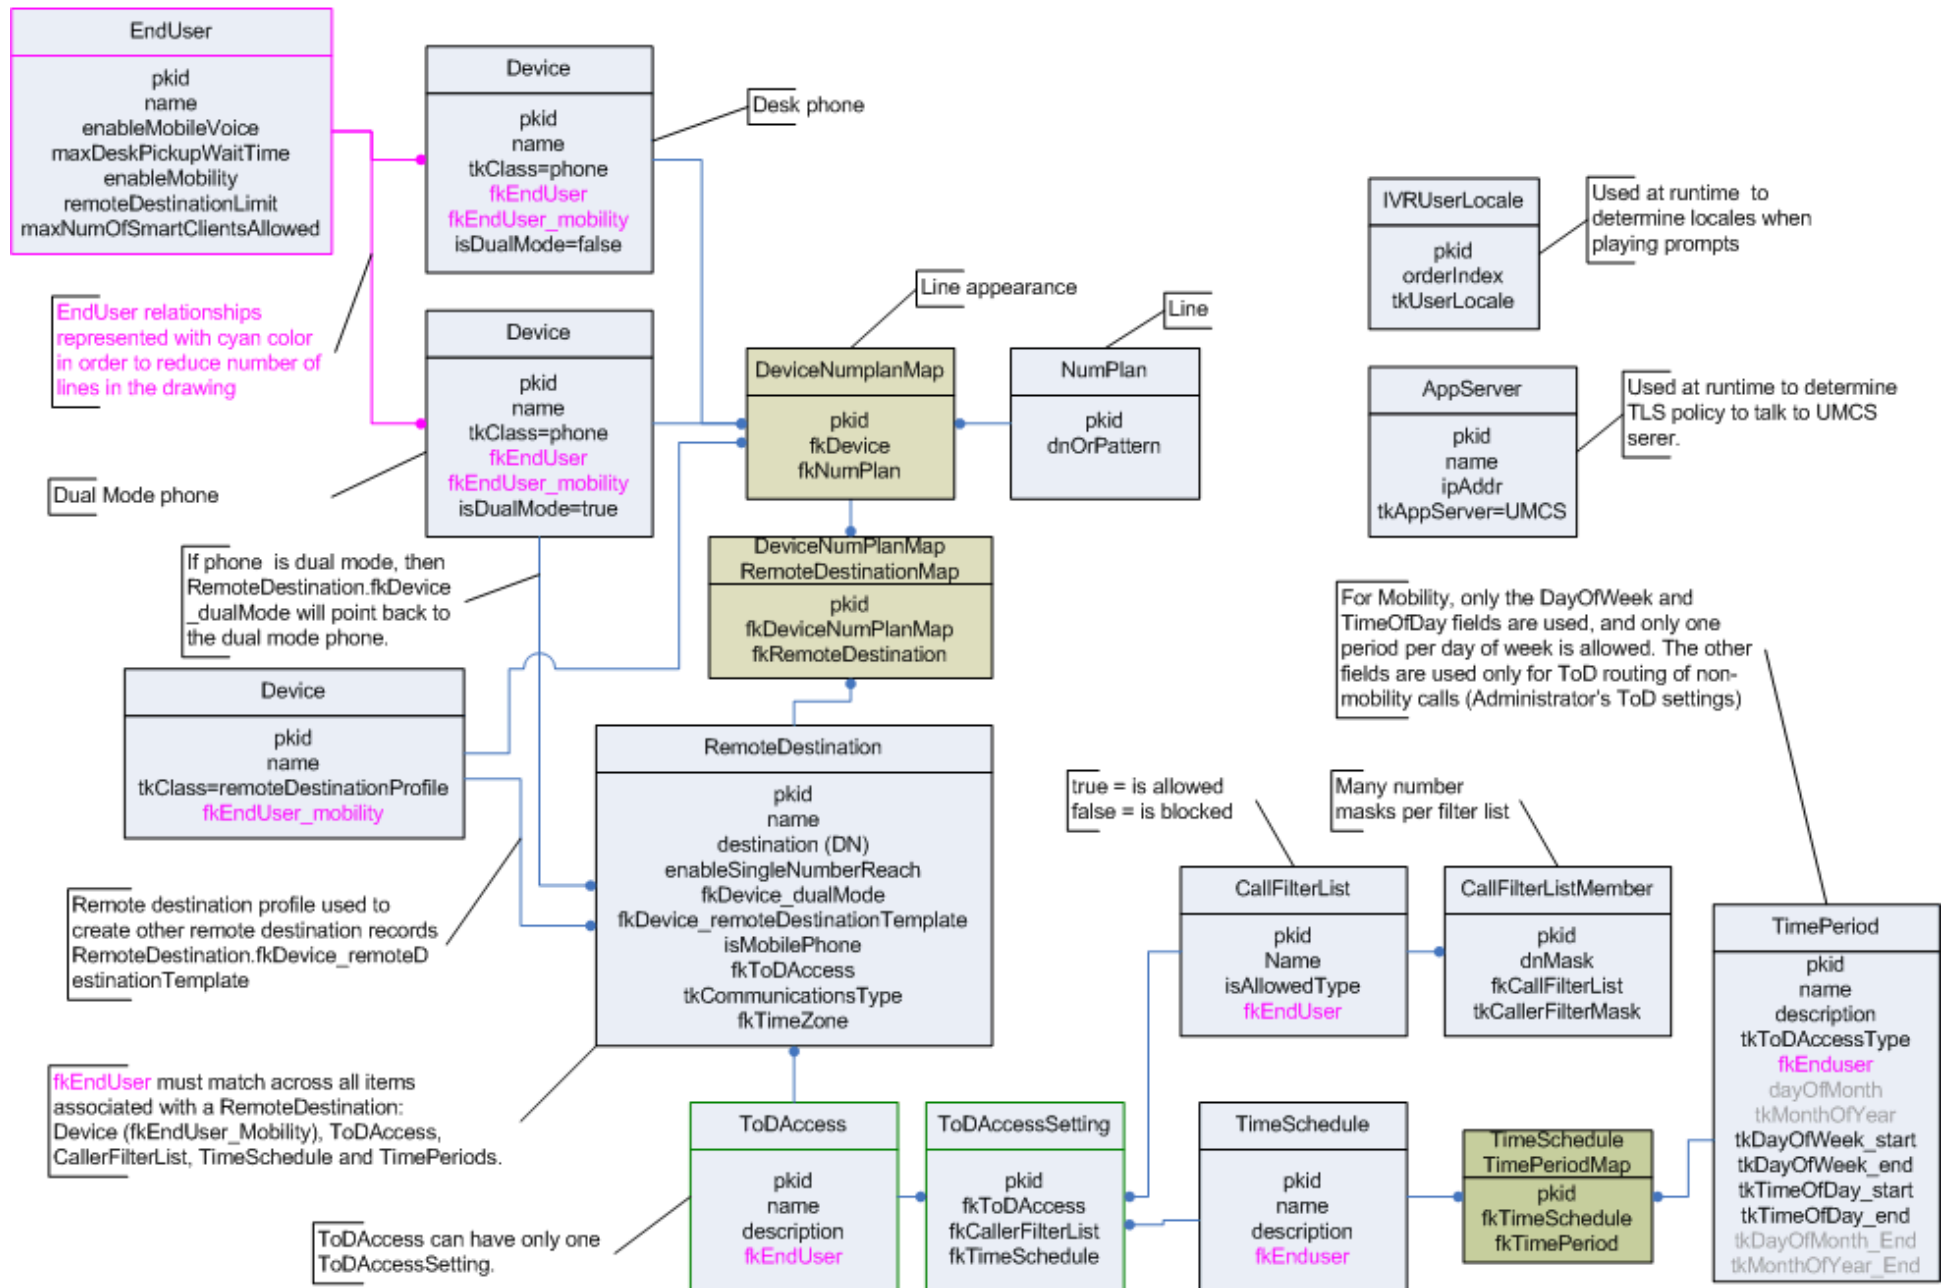 EndUser
pkid
name
enableMobileVoice
maxDeskPickupWaitTime
enableMobility
remoteDestinationLimit
maxNumOfSmartClientsAllowed
Device
pkid
name
tkClass=phone
fkEndUser
fkEndUser_mobility
isDualMode=false
Desk phone
EndUser relationships
represented with cyan color
in order to reduce number of
lines in the drawing
Device
pkid
name
tkClass=phone
fkEndUser
fkEndUser_mobility
isDualMode=true
Dual Mode phone
Line appearance
Line
DeviceNumplanMap
pkid
fkDevice
fkNumPlan
NumPlan
pkid
dnOrPattern
IVRUserLocale
pkid
orderIndex
tkUserLocale
Used at runtime to
determine locales when
playing prompts
AppServer
pkid
name
ipAddr
tkAppServer=UMCS
Used at runtime to determine
TLS policy to talk to UMCS
serer.
If phone is dual mode, then
RemoteDestination.fkDevice
_dualMode will point back to
the dual mode phone.
DeviceNumPlanMap
RemoteDestinationMap
pkid
fkDeviceNumPlanMap
fkRemoteDestination
For Mobility, only the DayOfWeek and
TimeOfDay fields are used, and only one
period per day of week is allowed. The other
fields are used only for ToD routing of non-
mobility calls (Administrator's ToD settings)
Device
pkid
name
tkClass=remoteDestinationProfile
fkEndUser_mobility
RemoteDestination
pkid
name
destination (DN)
enableSingleNumberReach
fkDevice_dualMode
fkDevice_remoteDestinationTemplate
isMobilePhone
fkToDAccess
tkCommunicationsType
fkTimeZone
true = is allowed
false = is blocked
Many number
masks per filter list
Remote destination profile used to
create other remote destination records
RemoteDestination.fkDevice_remoteD
estinationTemplate
CallFilterList
pkid
Name
isAllowedType
fkEndUser
CallFilterListMember
pkid
dnMask
fkCallFilterList
tkCallerFilterMask
TimePeriod
pkid
name
description
tkToDAccessType
fkEnduser
dayOfMonth
tkMonthOfYear
tkDayOfWeek_start
tkDayOfWeek_end
tkTimeOfDay_start
tkTimeOfDay_end
tkDayOfMonth_End
tkMonthOfYear_End
fkEndUser must match across all items
associated with a RemoteDestination:
Device (fkEndUser_Mobility), ToDAccess,
CallerFilterList, TimeSchedule and TimePeriods.
ToDAccess can have only one
ToDAccessSetting.
ToDAccess
pkid
name
description
fkEndUser
ToDAccessSetting
pkid
fkToDAccess
fkCallerFilterList
fkTimeSchedule
TimeSchedule
pkid
name
description
fkEnduser
TimeSchedule
TimePeriodMap
pkid
fkTimeSchedule
fkTimePeriod